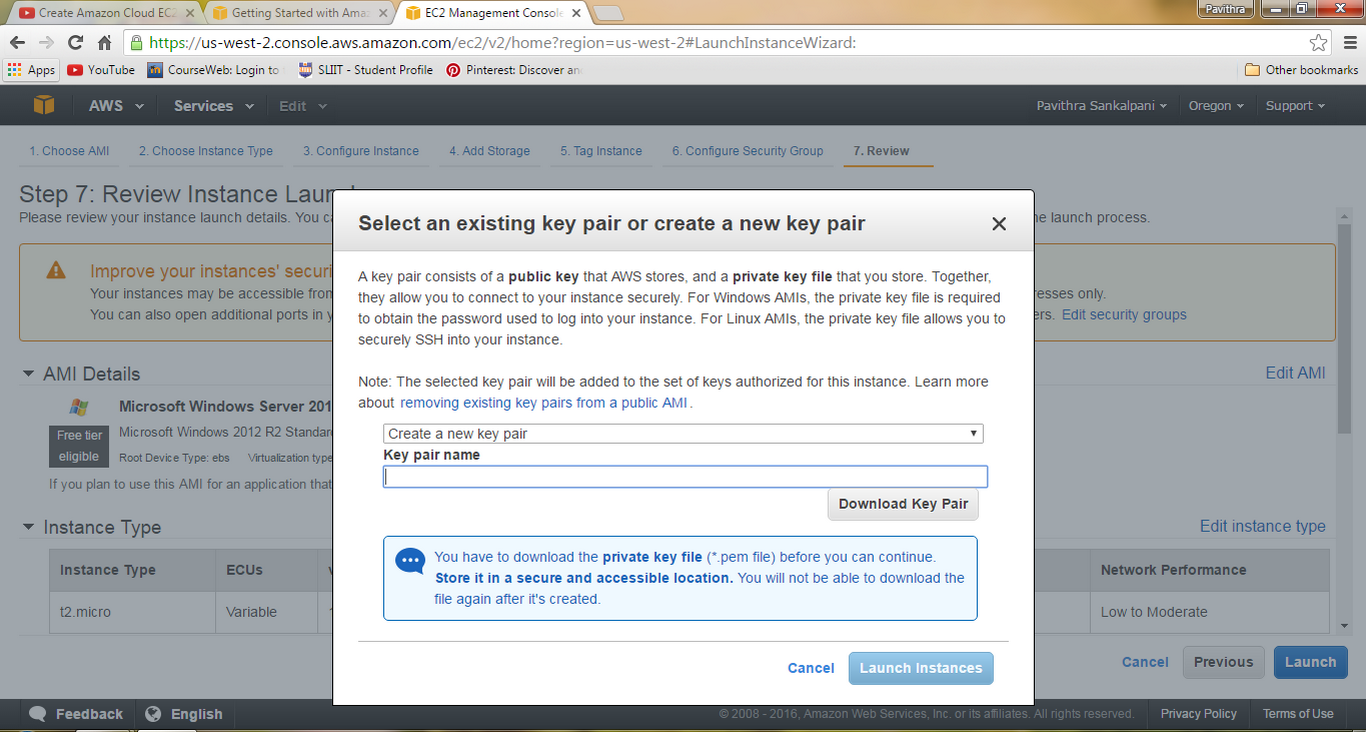 Create Amazon Cloud EC2
Getting Started with Amaz
EC2 Management Console
Pavithra
https://us-west-2.console.aws.amazon.com/ec2/v2/home?region=us-west-2#LaunchInstanceWizard:
Apps YouTube CourseWeb: Login to SLIIT - Student Profile Pinterest: Discover an Other bookmarks
AWS Services Edit Pavithra Sankalpani Oregon Support
1. Choose AMI 2. Choose Instance Type 3. Configure Instance 4. Add Storage 5. Tag Instance 6. Configure Security Group 7. Review
Step 7: Review Instance Laun
Please review your instance launch details. You ca
he launch process.
Improve your instances' securi
Your instances may be accessible from
resses only.
You can also open additional ports in y
ers. Edit security groups
AMI Details
Edit AMI
Microsoft Windows Server 201
Free tier
eligible
Microsoft Windows 2012 R2 Standar
Root Device Type: ebs Virtualization type
If you plan to use this AMI for an application that
Instance Type
Edit instance type
Instance Type ECUs v Network Performance
t2.micro Variable Low to Moderate
Select an existing key pair or create a new key pair
A key pair consists of a public key that AWS stores, and a private key file that you store. Together,
they allow you to connect to your instance securely. For Windows AMIs, the private key file is required
to obtain the password used to log into your instance. For Linux AMIs, the private key file allows you to
securely SSH into your instance.
Note: The selected key pair will be added to the set of keys authorized for this instance. Learn more
about removing existing key pairs from a public AMI .
Create a new key pair
Key pair name
Download Key Pair
You have to download the private key file (*.pem file) before you can continue.
Store it in a secure and accessible location. You will not be able to download the
file again after it's created.
Cancel Launch Instances
Cancel Previous Launch
Feedback English © 2008 - 2016, Amazon Web Services, Inc. or its affiliates. All rights reserved. Privacy Policy Terms of Use